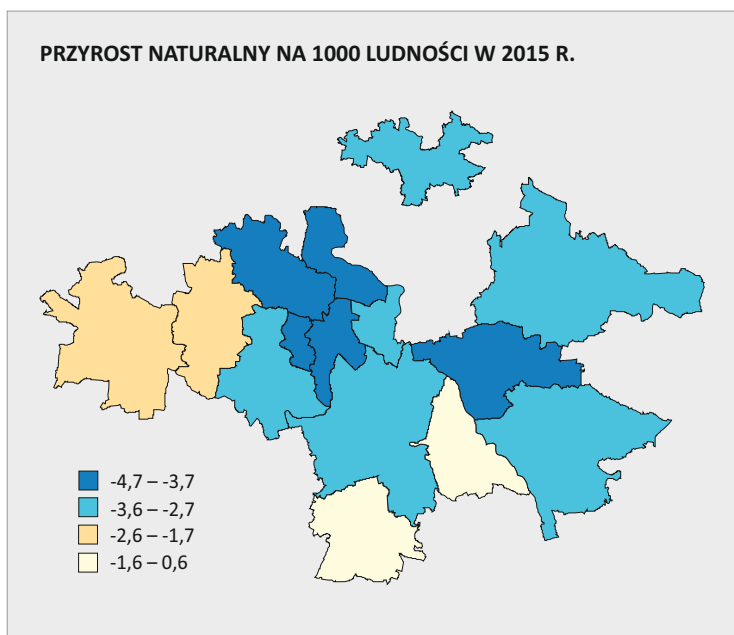 PRZYROST NATURALNY NA 1000 LUDNOŚCI W 2015 R.
-4,7 – -3,7
-3,6 – -2,7
-2,6 – -1,7
-1,6 – 0,6